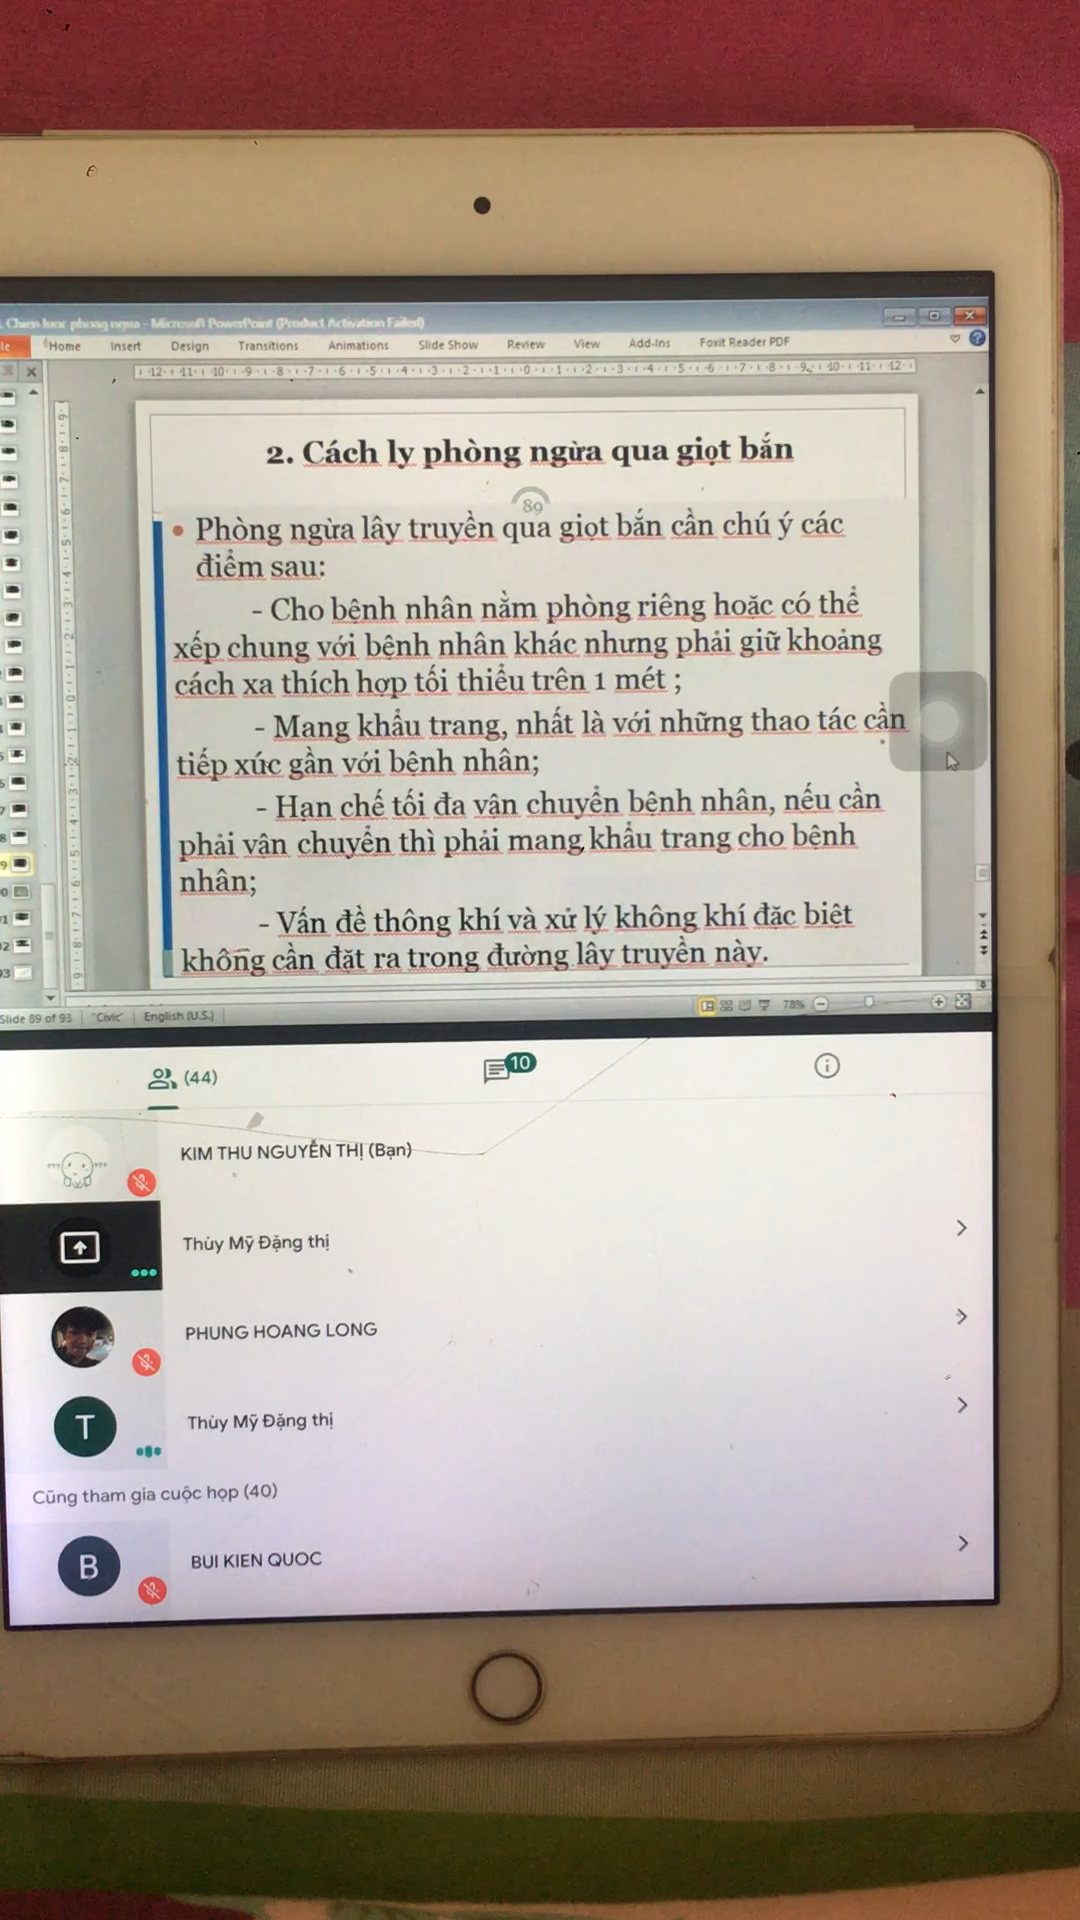 Chien luoc phong ngua - Microsoft PowerPoint (Product Activation Failed)
Home Insert Design Transitions Animations Slide Show Review View Add-Ins Foxit Reader PDF
2. Cách ly phòng ngừa qua giọt bắn
89
• Phòng ngừa lây truyền qua giọt bắn cần chú ý các
điểm sau:
- Cho bệnh nhân nằm phòng riêng hoặc có thể
xếp chung với bệnh nhân khác nhưng phải giữ khoảng
cách xa thích hợp tối thiểu trên 1 mét ;
- Mang khẩu trang, nhất là với những thao tác cần
tiếp xúc gần với bệnh nhân;
- Hạn chế tối đa vận chuyển bệnh nhân, nếu cần
phải vận chuyển thì phải mang khẩu trang cho bệnh
nhân;
- Vấn đề thông khí và xử lý không khí đặc biệt
không cần đặt ra trong đường lây truyền này.
Slide 89 of 93 "Civic" English (U.S.) 78%
(44) 10
KIM THU NGUYỄN THỊ (Bạn)
Thùy Mỹ Đặng thị
PHUNG HOANG LONG
T Thùy Mỹ Đặng thị
Cũng tham gia cuộc họp (40)
B BUI KIEN QUOC